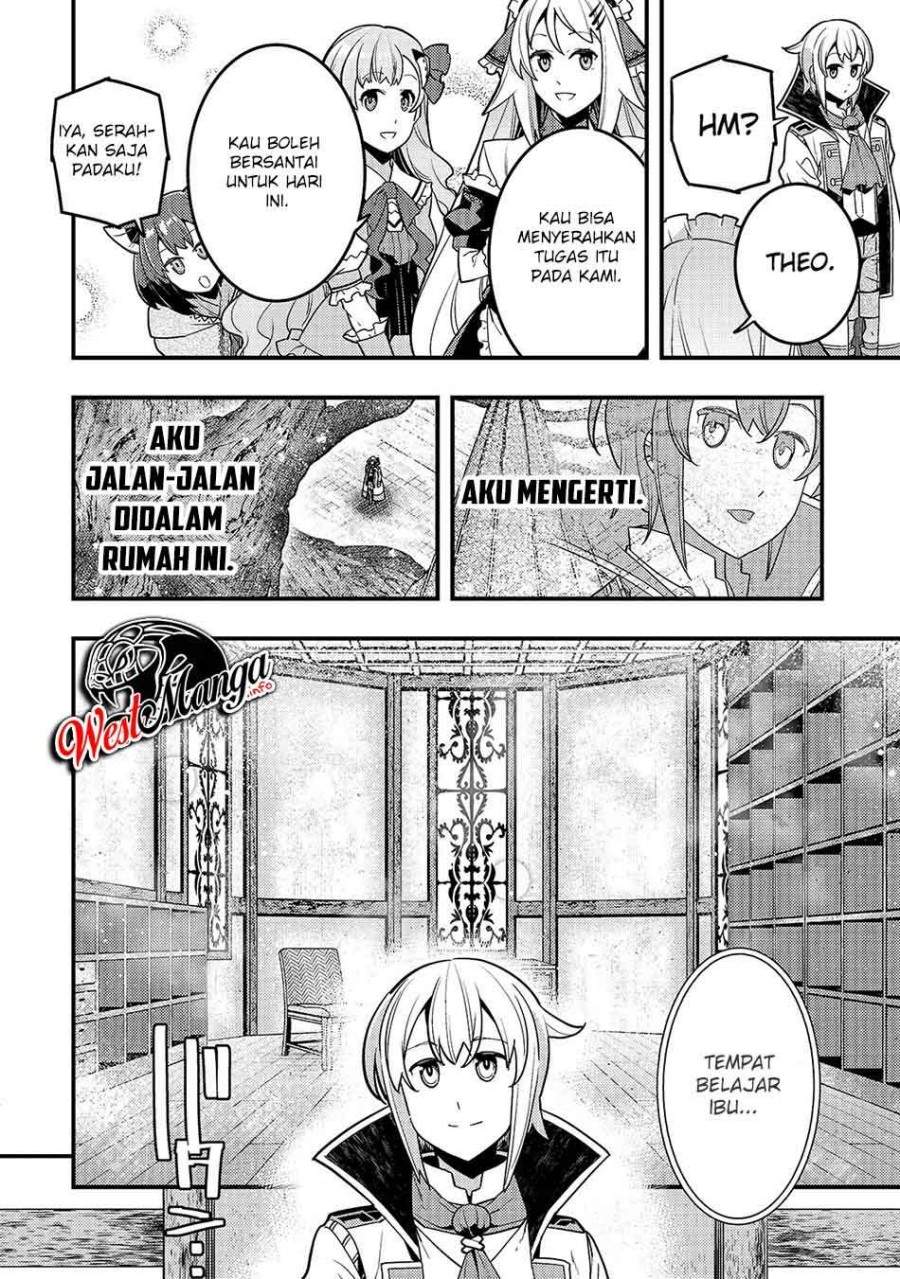 HM?
THEO.
KAU BISA
MENYERAHKAN
TUGAS ITU
PADA KAMI.
KAU BOLEH
BERSANTAI
UNTUK HARI
INI.
IYA, SERAH-
KAN SAJA
PADAKU!
AKU MENGERTI.
AKU
JALAN-JALAN
DIDALAM
RUMAH INI.
WestManga
.info
TEMPAT
BELAJAR
IBU...